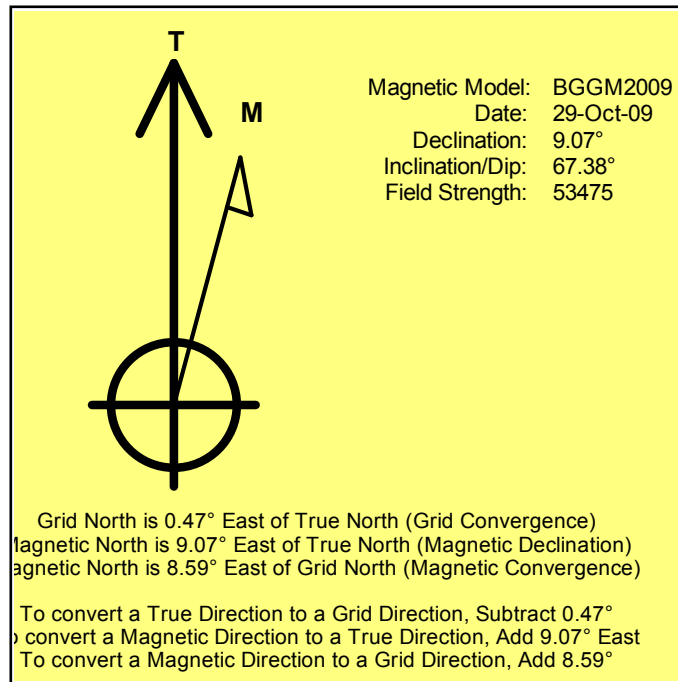 T
M
Magnetic Model: BGGM2009
Date: 29-Oct-09
Declination: 9.07°
Inclination/Dip: 67.38°
Field Strength: 53475
Grid North is 0.47° East of True North (Grid Convergence)
Magnetic North is 9.07° East of True North (Magnetic Declination)
agnetic North is 8.59° East of Grid North (Magnetic Convergence)
To convert a True Direction to a Grid Direction, Subtract 0.47°
o convert a Magnetic Direction to a True Direction, Add 9.07° East
To convert a Magnetic Direction to a Grid Direction, Add 8.59°